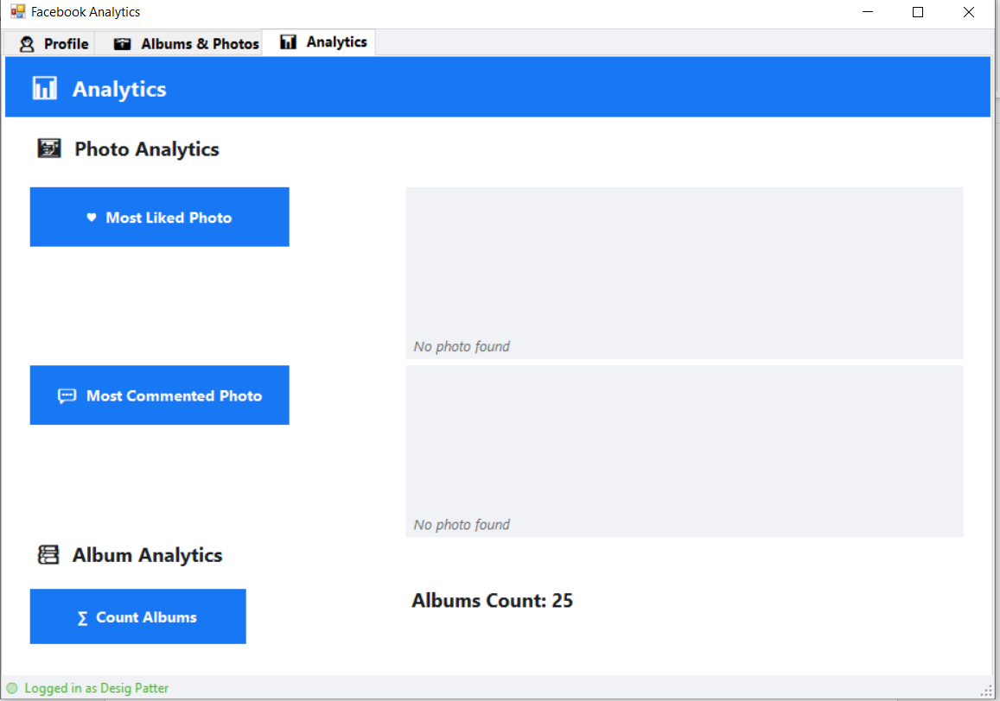 Facebook Analytics
Profile Albums & Photos Analytics
Analytics
Photo Analytics
♥ Most Liked Photo
No photo found
Most Commented Photo
No photo found
Album Analytics
∑ Count Albums
Albums Count: 25
Logged in as Desig Patter